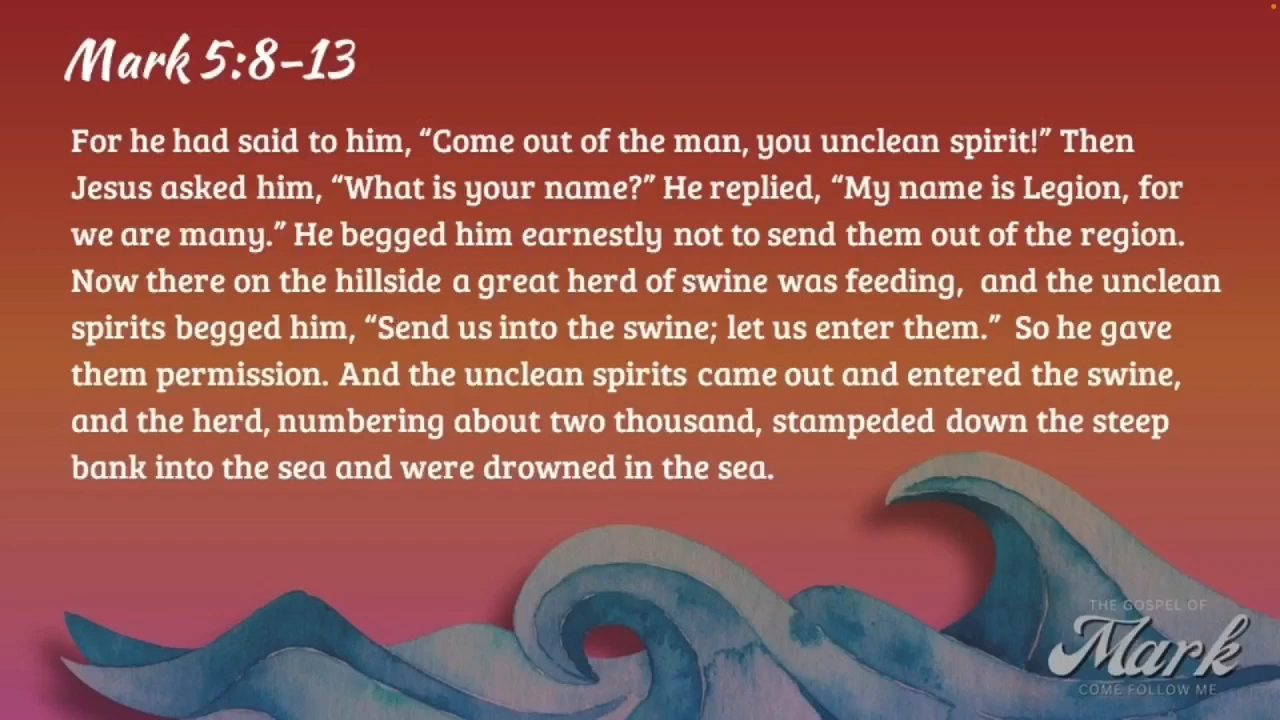 Mark 5:8-13
For he had said to him, “Come out of the man, you unclean spirit!” Then
Jesus asked him, “What is your name?” He replied, “My name is Legion, for
we are many.” He begged him earnestly not to send them out of the region.
Now there on the hillside a great herd of swine was feeding,  and the unclean
spirits begged him, “Send us into the swine; let us enter them.”  So he gave
them permission. And the unclean spirits came out and entered the swine,
and the herd, numbering about two thousand, stampeded down the steep
bank into the sea and were drowned in the sea.
THE GOSPEL OF
Mark
COME FOLLOW ME